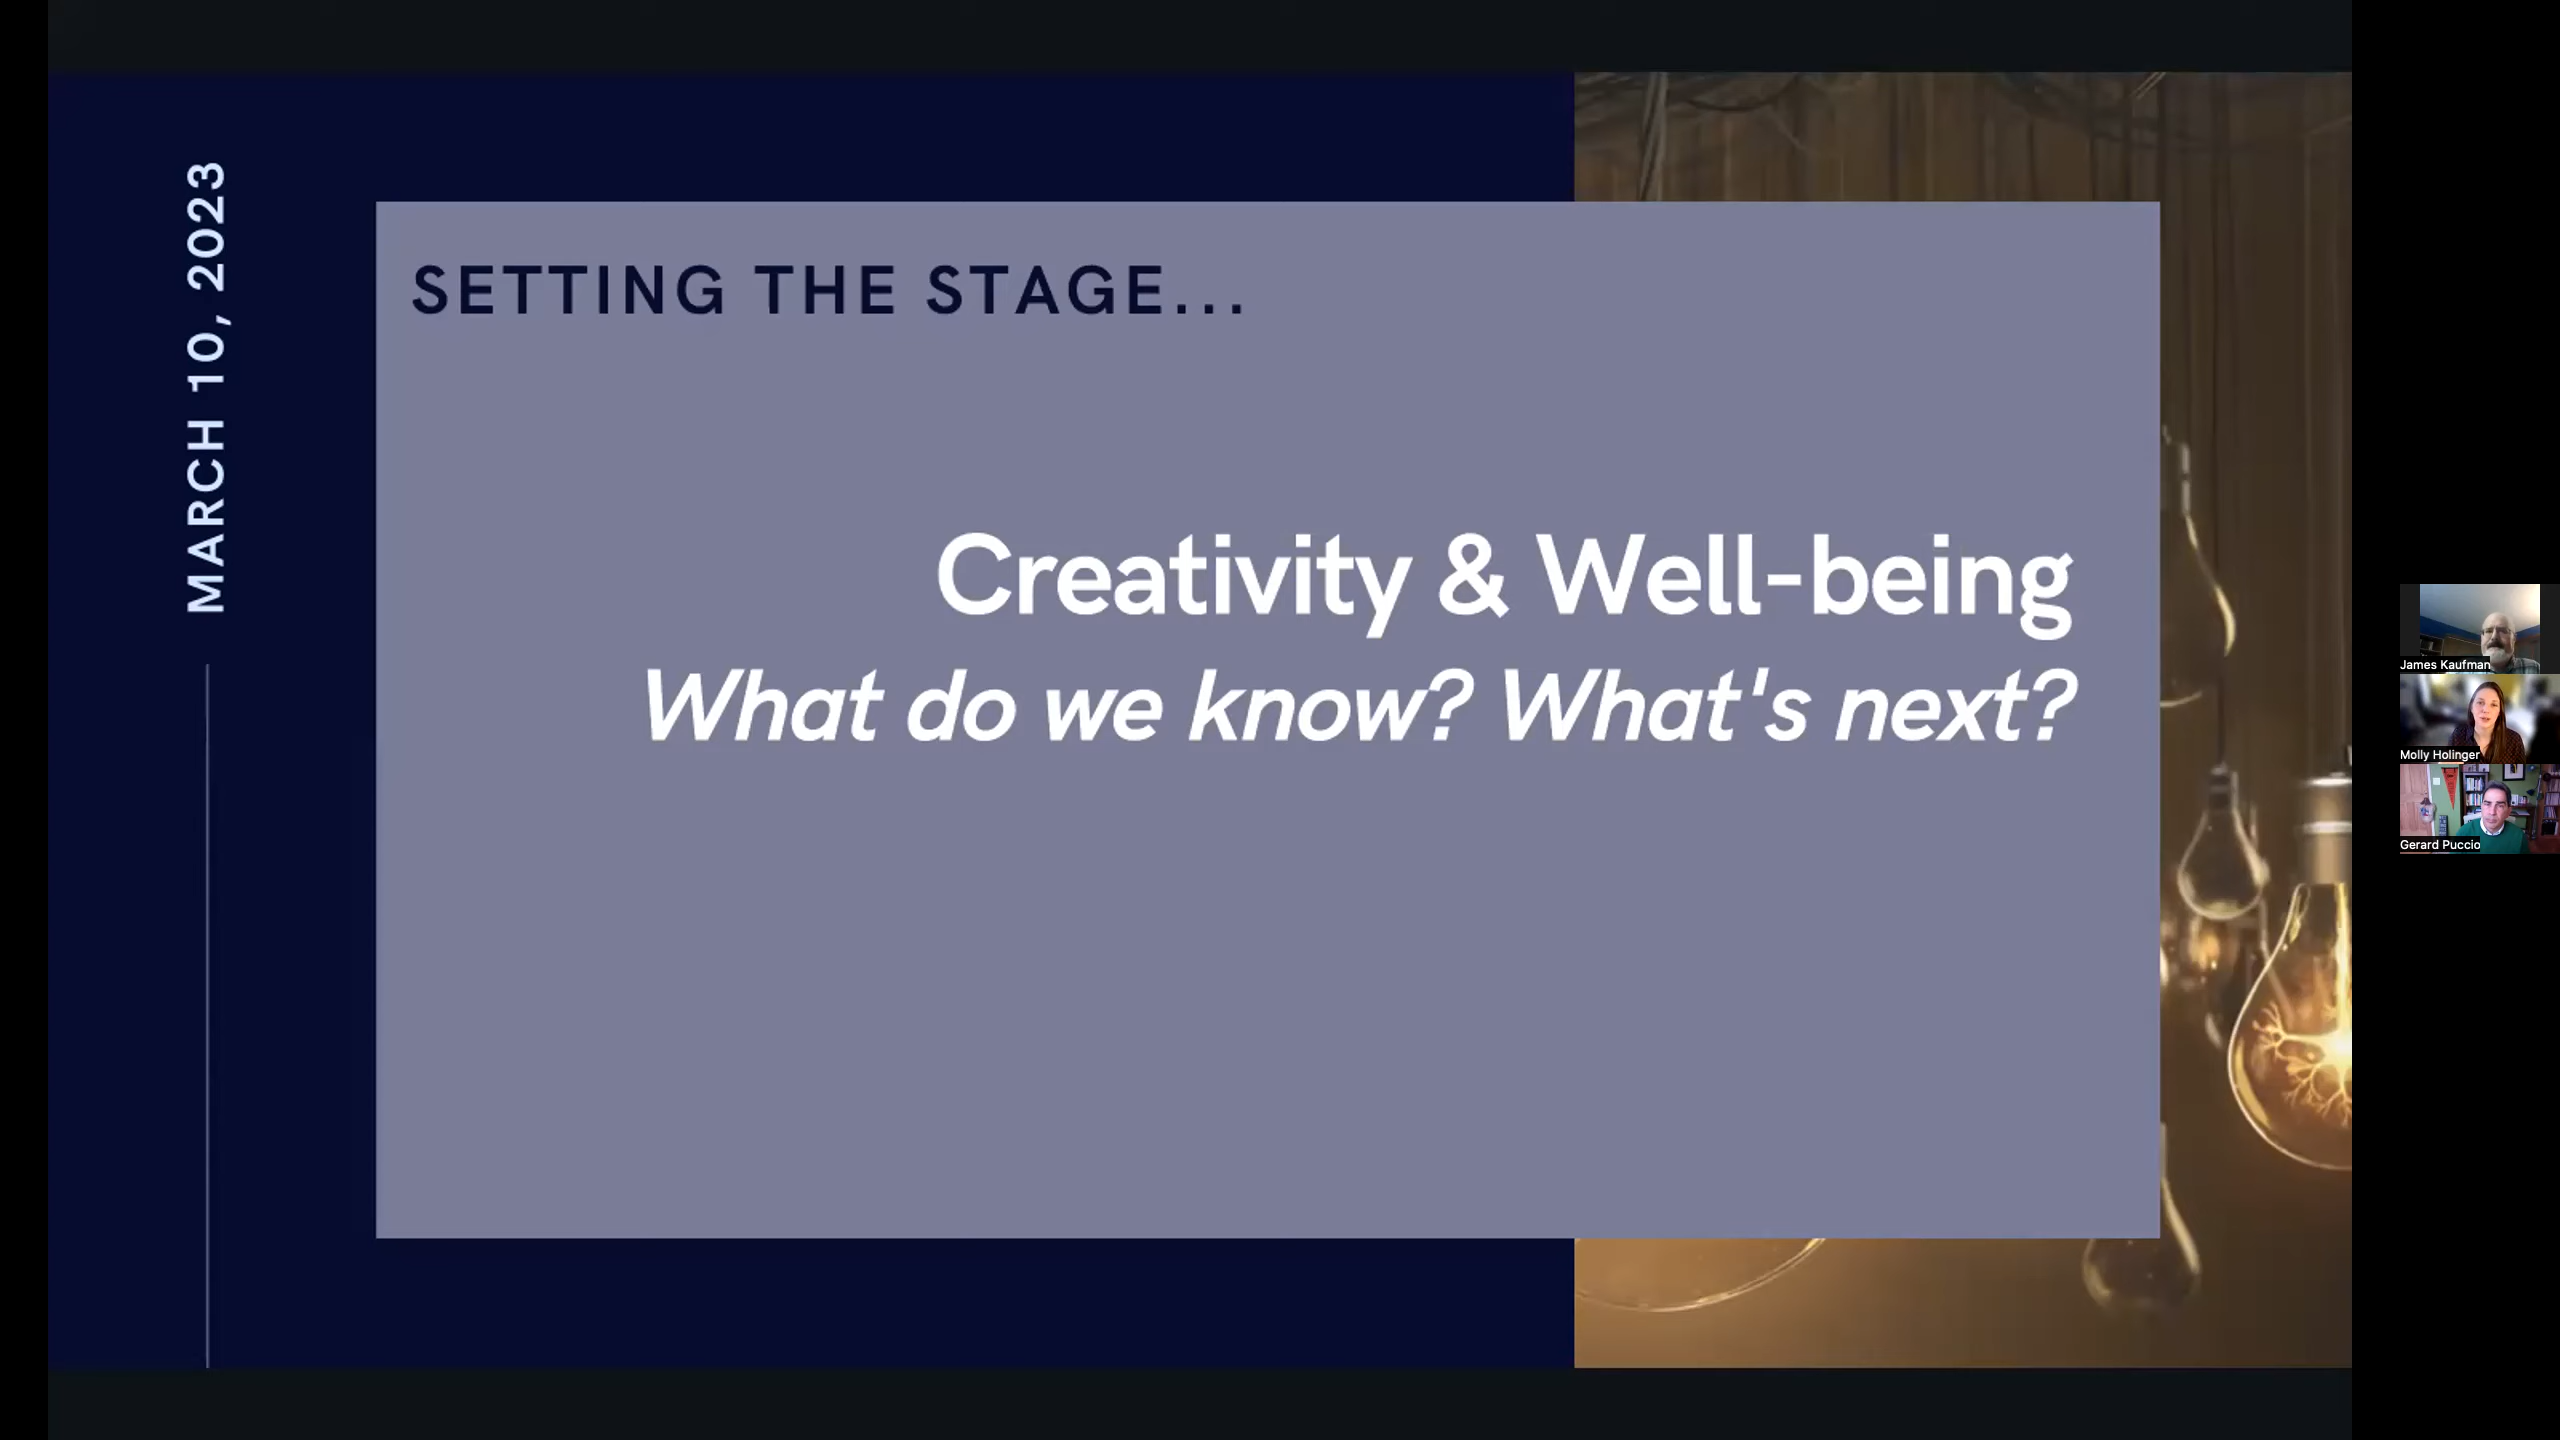 MARCH 10, 2023
SETTING THE STAGE...
Creativity & Well-being
What do we know? What's next?
James Kaufman
Molly Holinger
Gerard Puccio